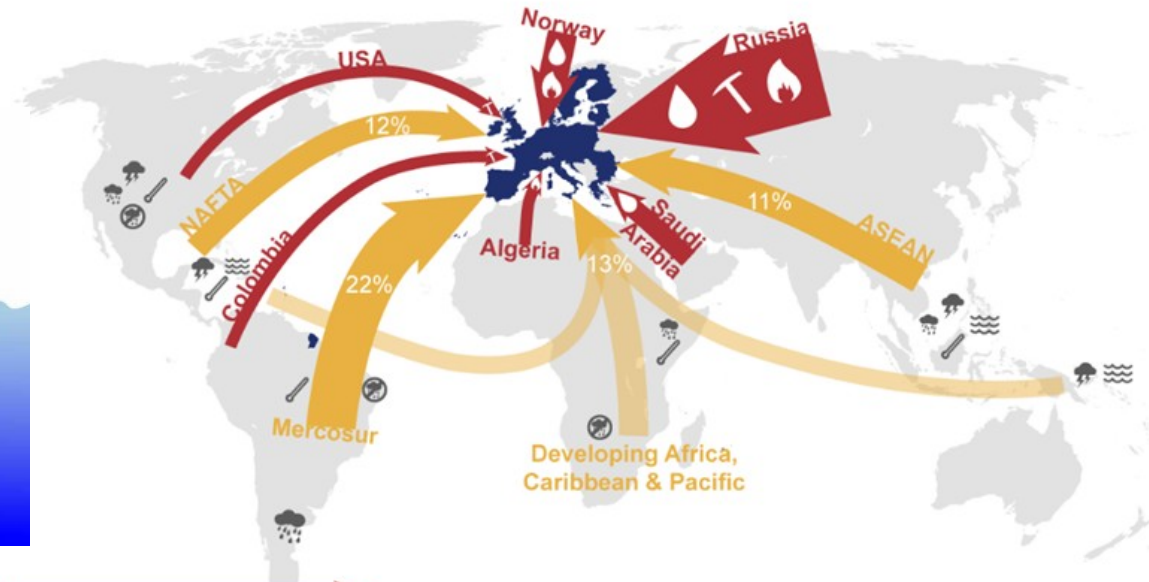 Norway
Russia
USA
12%
NAFTA
Colombia
22%
Mercosur
Algeria
Saudi
Arabia
13%
11%
ASEAN
Developing Africa,
Caribbean & Pacific